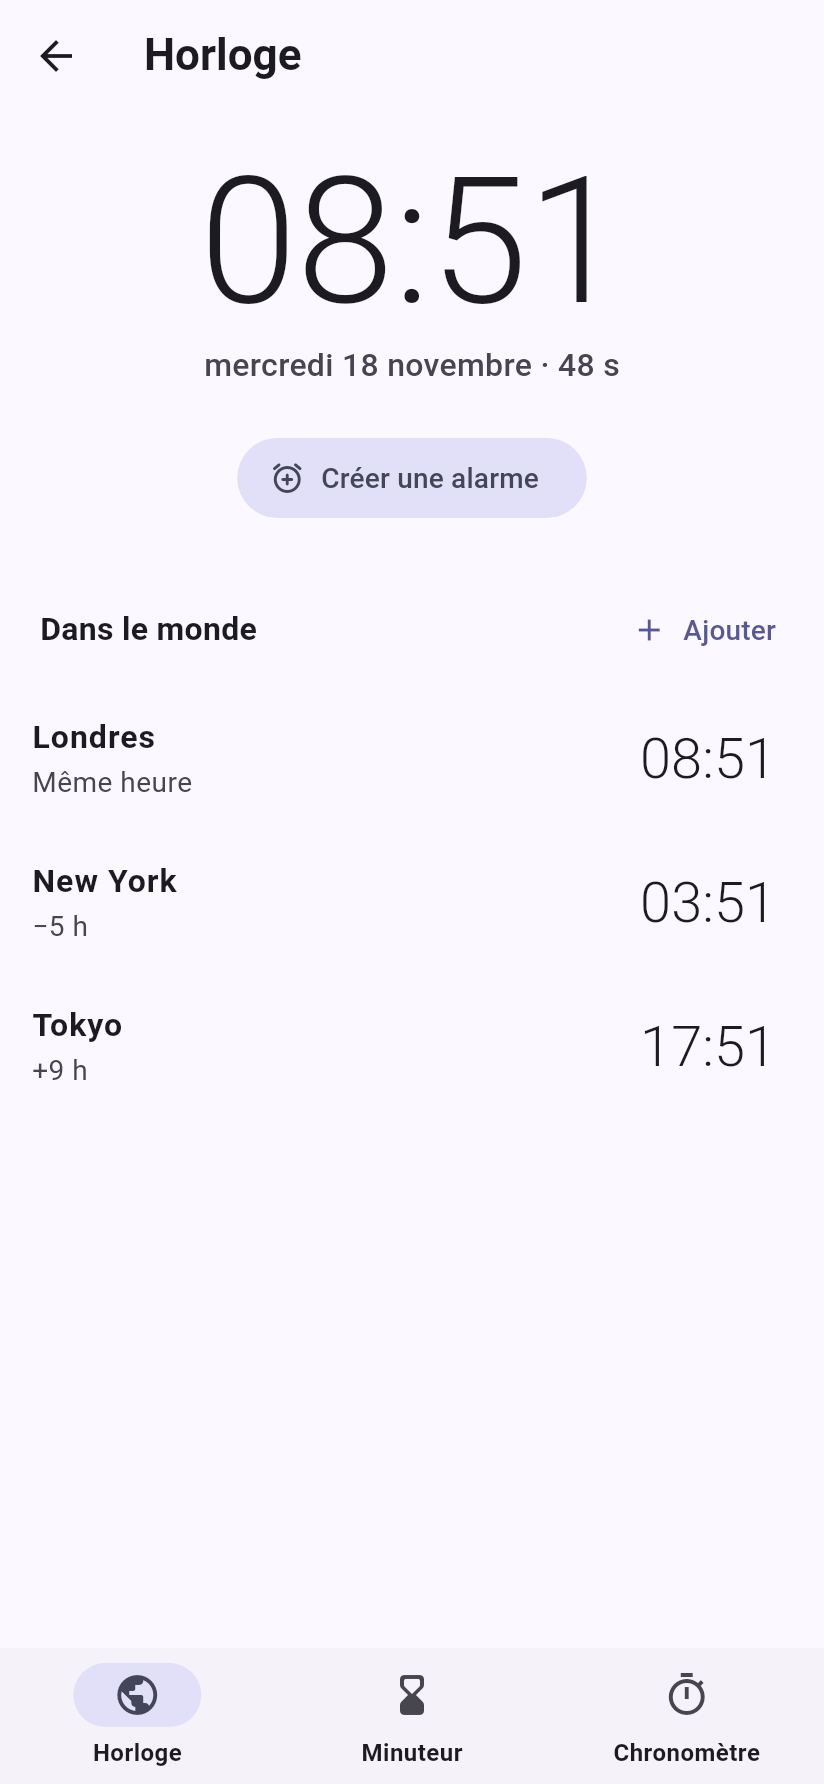 Horloge
08:51
mercredi 18 novembre · 48 s
Créer une alarme
Dans le monde
Ajouter
Londres
08:51
Même heure
New York
03:51
−5 h
Tokyo
17:51
+9 h
Horloge
Minuteur
Chronomètre